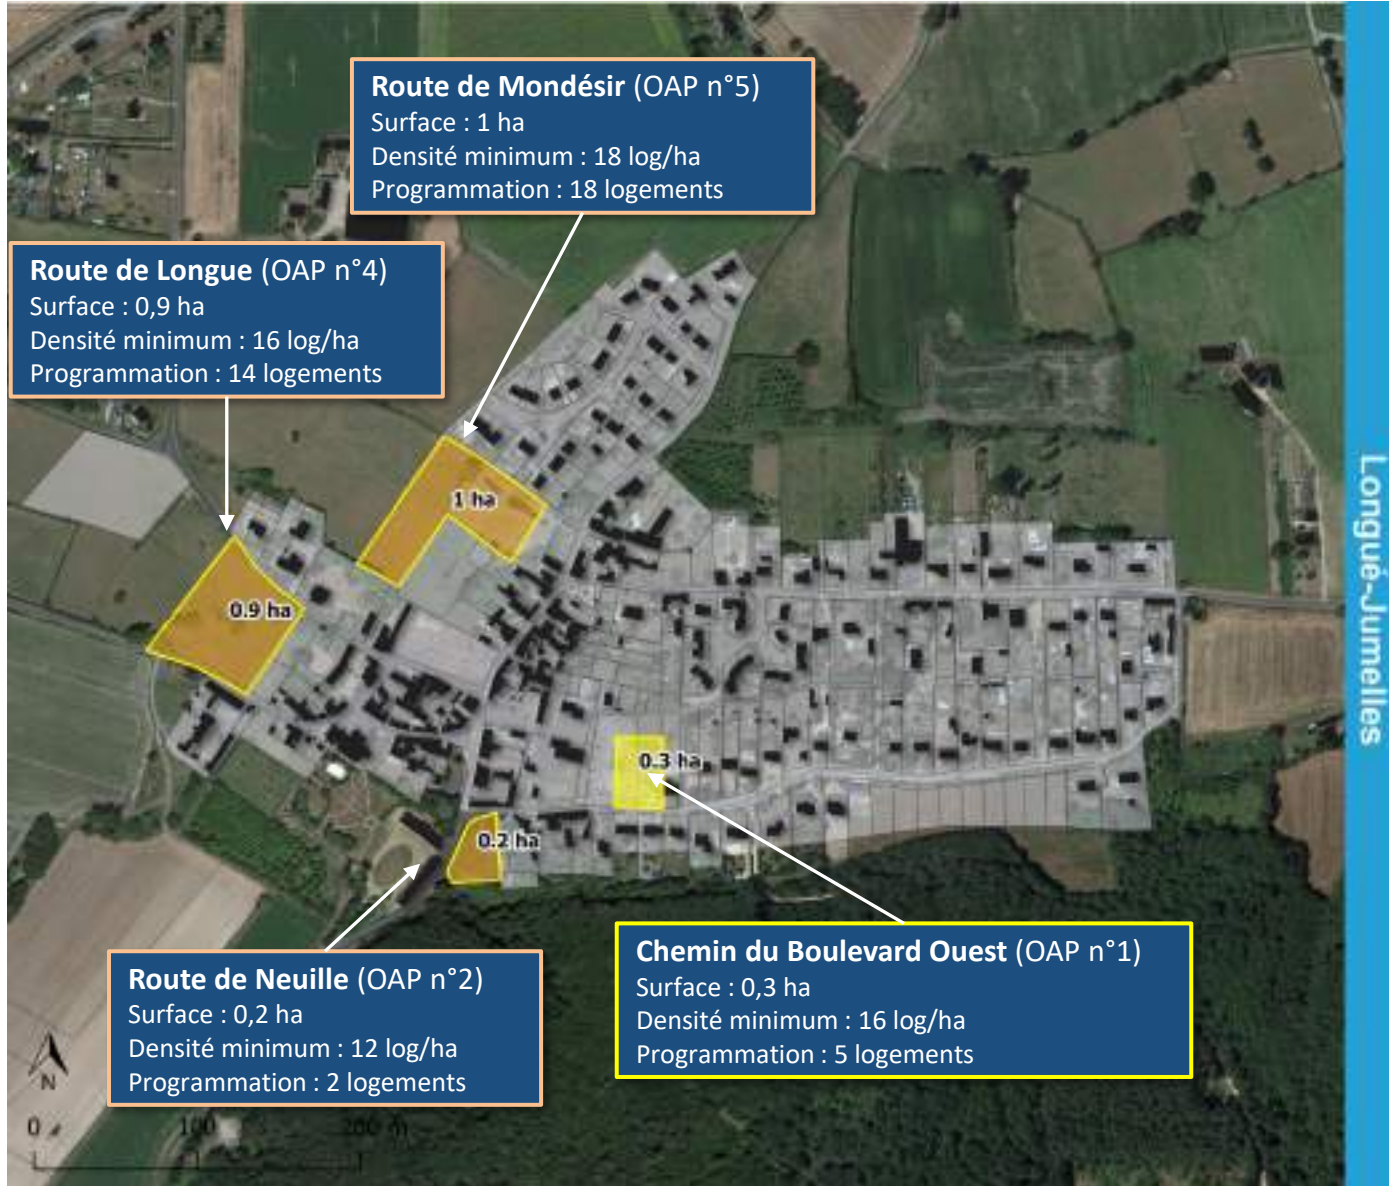 Route de Mondésir (OAP n°5)
Surface : 1 ha
Densité minimum : 18 log/ha
Programmation : 18 logements
Route de Longue (OAP n°4)
Surface : 0,9 ha
Densité minimum : 16 log/ha
Programmation : 14 logements
1 ha
0.9 ha
0.3 ha
0.2 ha
Longué-Jumelles
Route de Neuille (OAP n°2)
Surface : 0,2 ha
Densité minimum : 12 log/ha
Programmation : 2 logements
Chemin du Boulevard Ouest (OAP n°1)
Surface : 0,3 ha
Densité minimum : 16 log/ha
Programmation : 5 logements
N
0 100 200 m